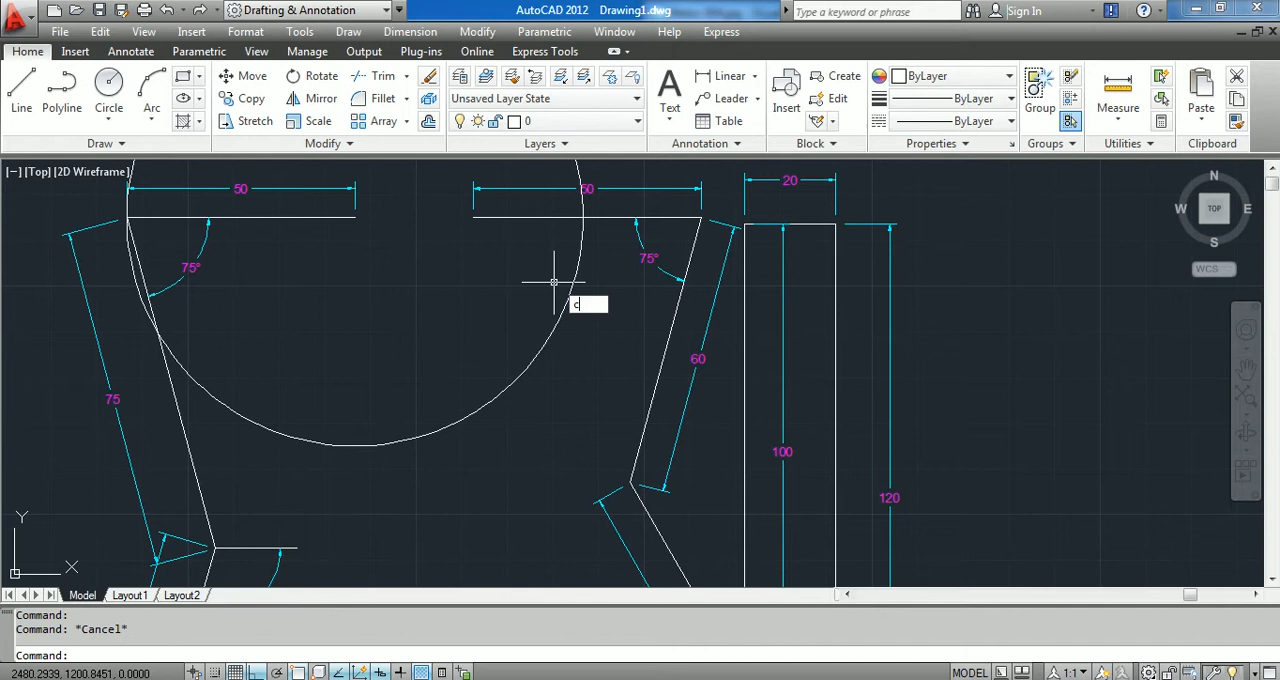 Drafting & Annotation
AutoCAD 2012 Drawing1.dwg
Type a keyword or phrase
Sign In
File Edit View Insert Format Tools Draw Dimension Modify Parametric Window Help Express
Home Insert Annotate Parametric View Manage Output Plug-ins Online Express Tools
Line Polyline Circle Arc
Move Rotate Trim
Copy Mirror Fillet
Stretch Scale Array
Unsaved Layer State
0
Text
Linear
Leader
Table
Insert
Create
Edit
ByLayer
ByLayer
ByLayer
Group
Measure
Paste
Draw Modify Layers Annotation Block Properties Groups Utilities Clipboard
[−] [Top] [2D Wireframe]
50
50
20
75°
75°
75
60
100
120
c
N
W TOP E
S
WCS
Y
X
Model Layout1 Layout2
Command:
Command: *Cancel*
Command:
2480.2939, 1200.8451, 0.0000
MODEL
1:1